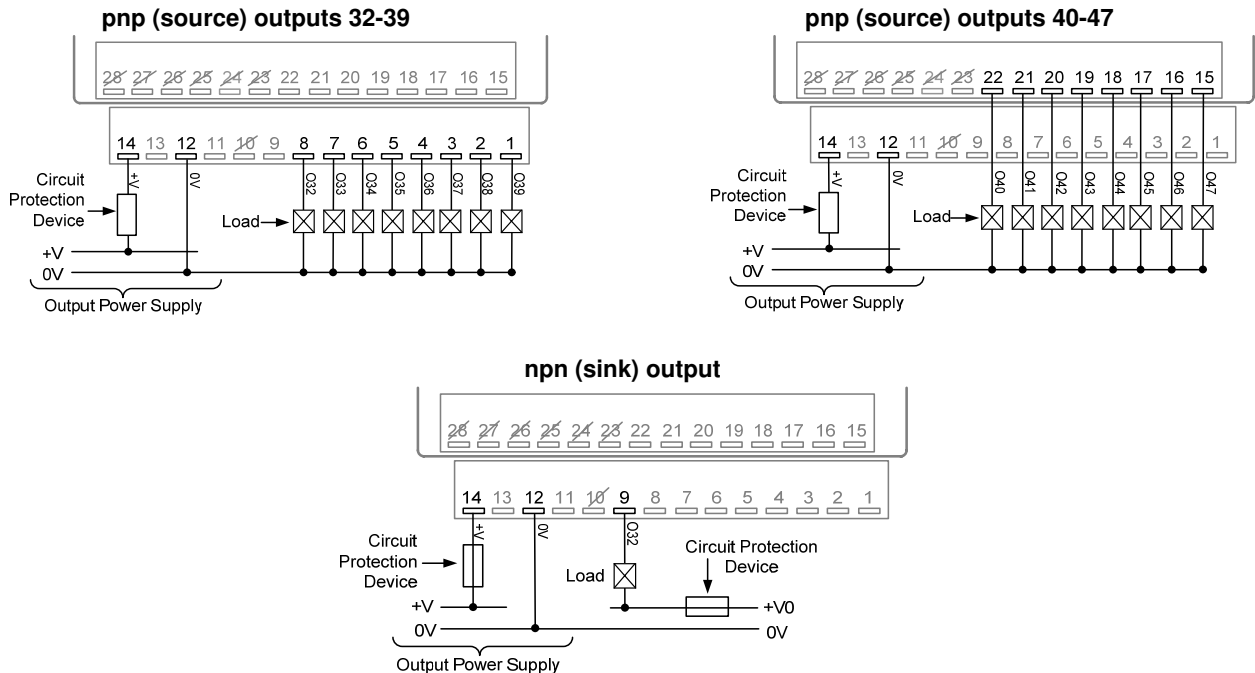 pnp (source) outputs 32-39
28 27 26 25 24 23 22 21 20 19 18 17 16 15
14 13 12 11 10 9 8 7 6 5 4 3 2 1
+V 0V O32 O33 O34 O35 O36 O37 O38 O39
Circuit
Protection
Device
Load
+V
0V
Output Power Supply
pnp (source) outputs 40-47
28 27 26 25 24 23 22 21 20 19 18 17 16 15
14 13 12 11 10 9 8 7 6 5 4 3 2 1
+V 0V O40 O41 O42 O43 O44 O45 O46 O47
Circuit
Protection
Device
Load
+V
0V
Output Power Supply
npn (sink) output
28 27 26 25 24 23 22 21 20 19 18 17 16 15
14 13 12 11 10 9 8 7 6 5 4 3 2 1
+V 0V O32
Circuit
Protection
Device
Load
Circuit Protection
Device
+V
+V0
0V
0V
Output Power Supply